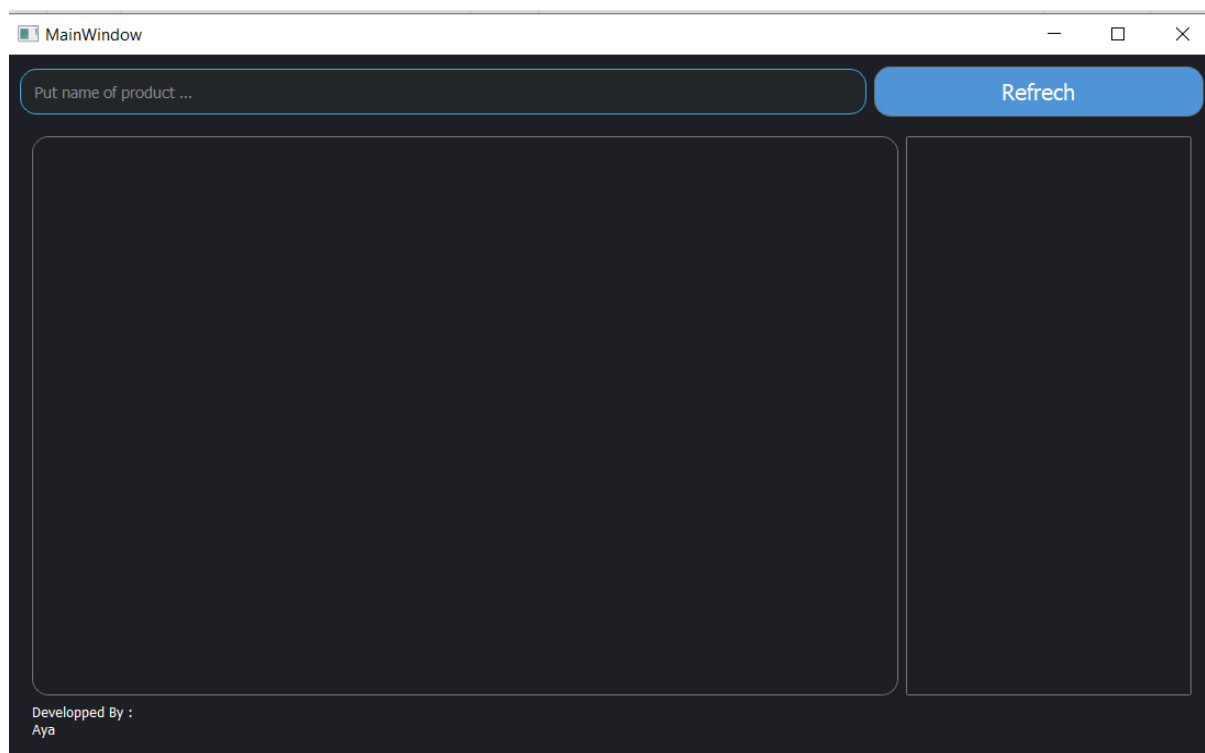 MainWindow
Put name of product ...
Refrech
Developped By :
Aya